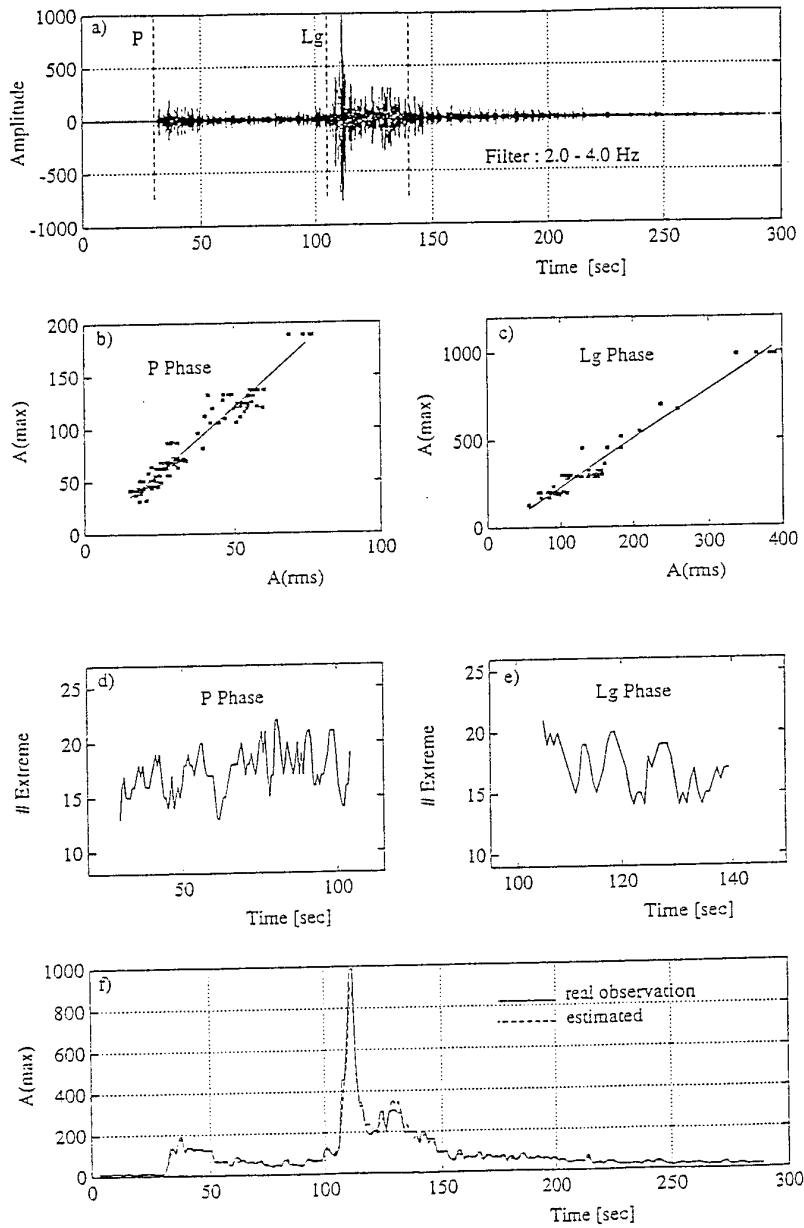 a)
P
Lg
1000
500
0
-500
-1000
Amplitude
Filter : 2.0 - 4.0 Hz
0 50 100 150 200 250 300
Time [sec]
b)
P Phase
200
150
100
50
0
A(max)
0 50 100
A(rms)
c)
Lg Phase
1000
500
0
A(max)
0 100 200 300 400
A(rms)
d)
P Phase
25
20
15
10
# Extreme
50 100
Time [sec]
e)
Lg Phase
25
20
15
10
# Extreme
100 120 140
Time [sec]
f)
1000
800
600
400
200
0
A(max)
real observation
estimated
0 50 100 150 200 250 300
Time [sec]